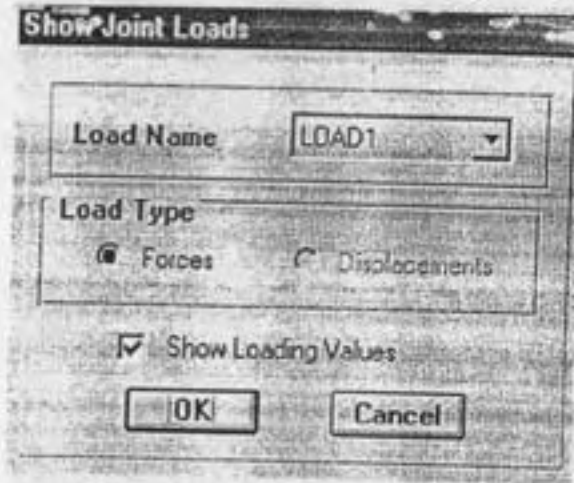 Show Joint Loads
Load Name LOAD1
Load Type
Forces Displacements
Show Loading Values
OK Cancel